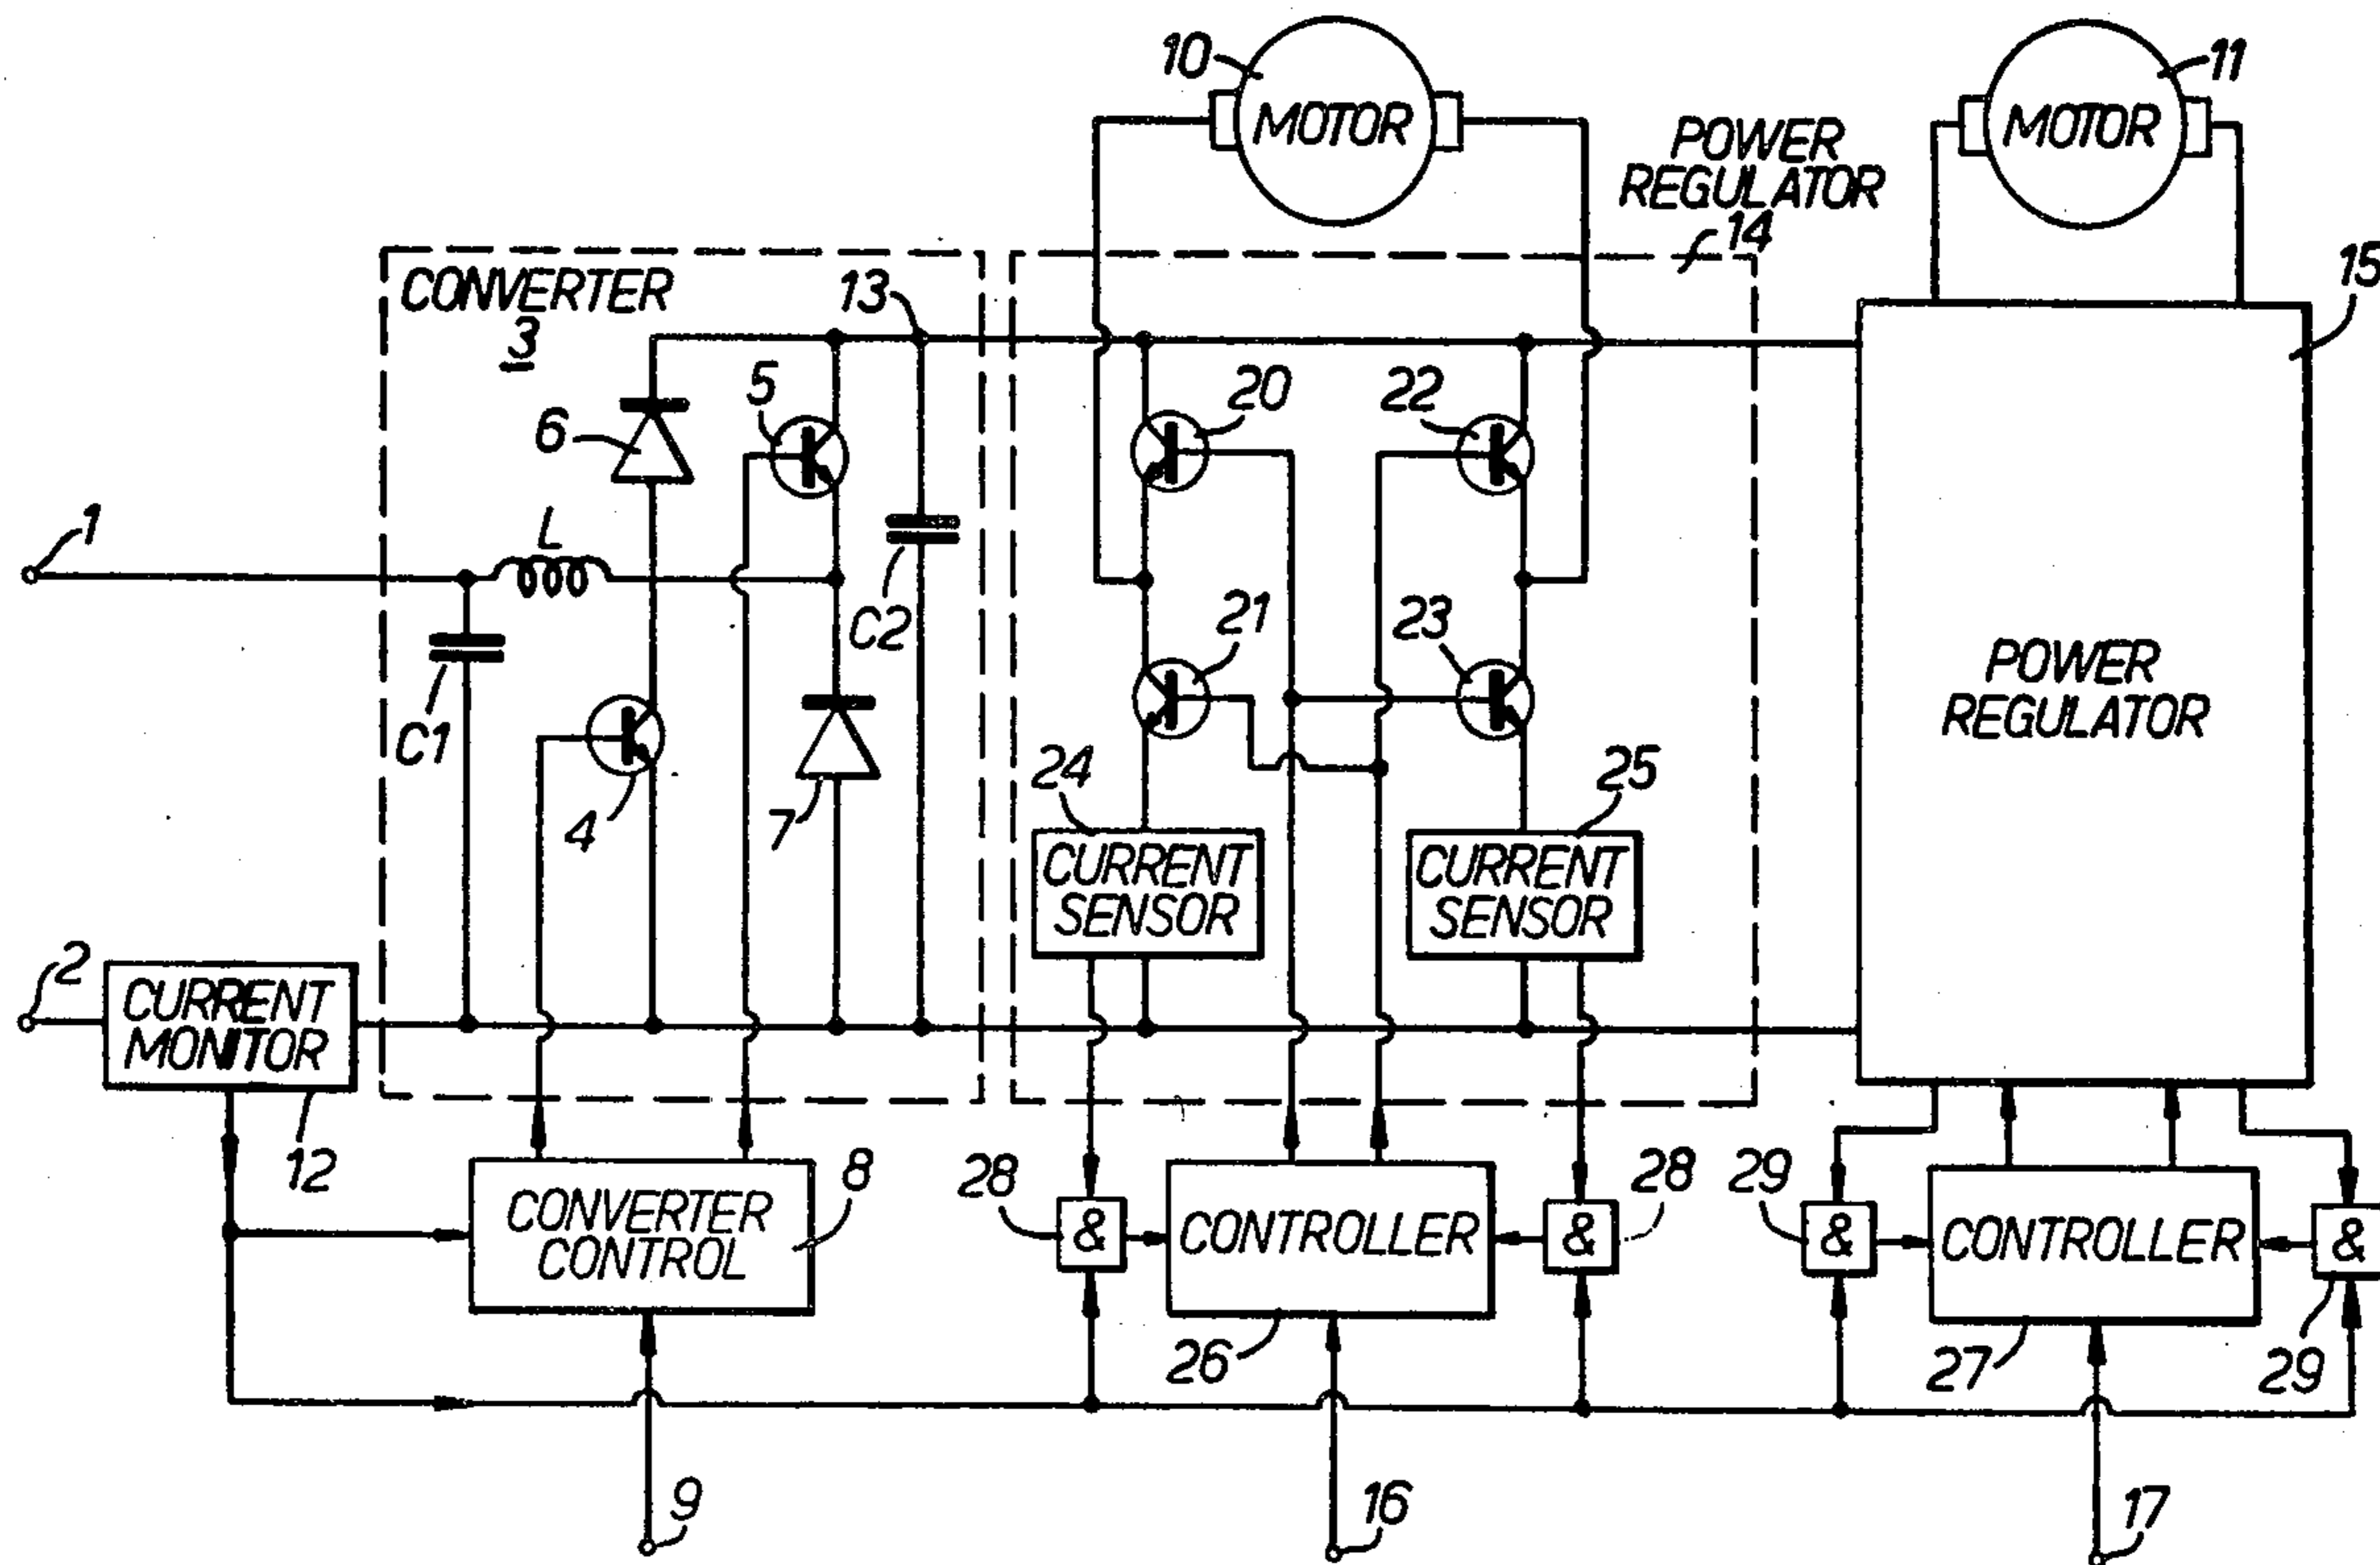 10
MOTOR
11
MOTOR
POWER
REGULATOR
14
15
CONVERTER
3
13
5
6
20
22
1
L
C2
C1
21
23
POWER
REGULATOR
4
7
24
25
CURRENT
SENSOR
CURRENT
SENSOR
2
CURRENT
MONITOR
12
CONVERTER
CONTROL
8
28
&
CONTROLLER
&
28
29
&
CONTROLLER
&
26
27
29
9
16
17